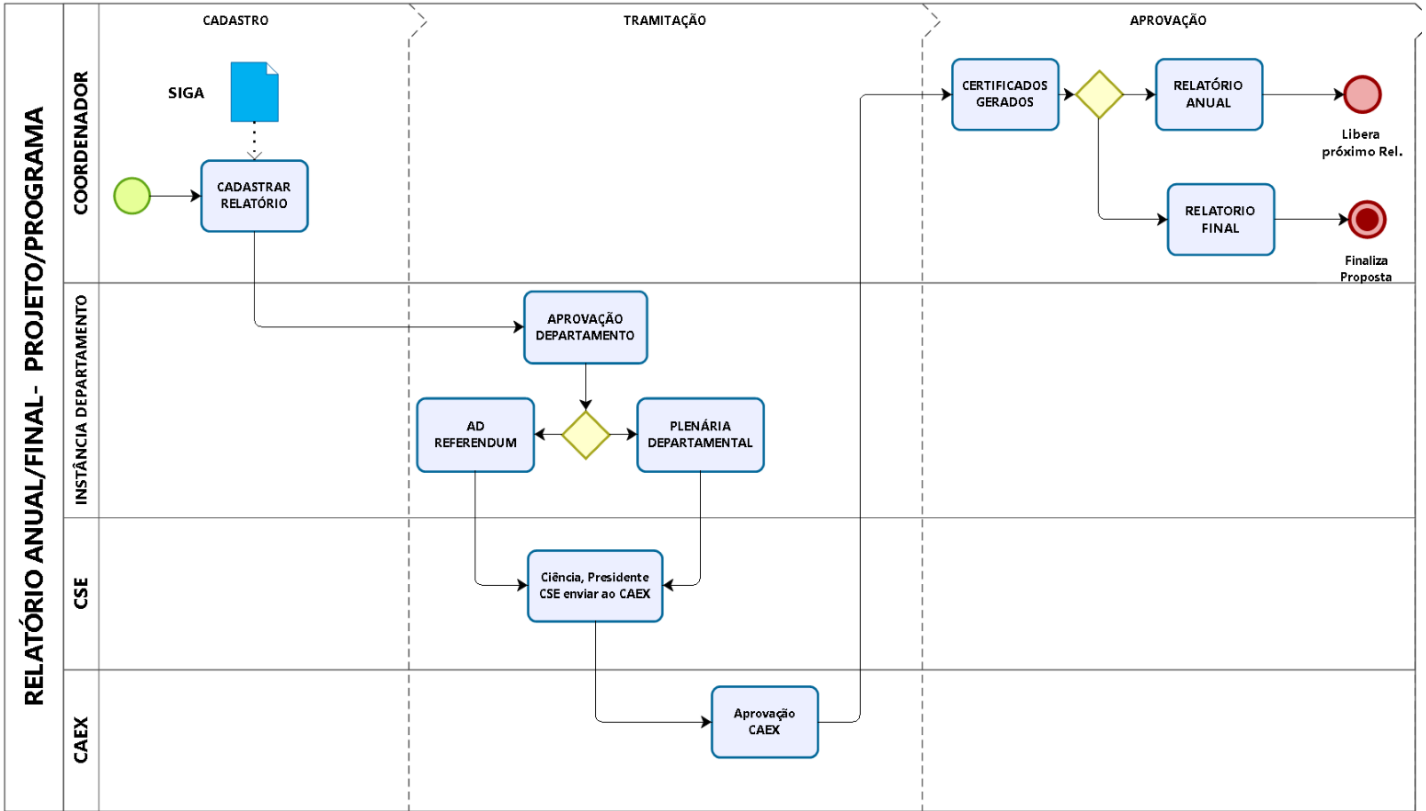 RELATÓRIO ANUAL/FINAL- PROJETO/PROGRAMA
CADASTRO
TRAMITAÇÃO
APROVAÇÃO
COORDENADOR
SIGA
CADASTRAR
RELATÓRIO
CERTIFICADOS
GERADOS
RELATÓRIO
ANUAL
Libera
próximo Rel.
RELATORIO
FINAL
Finaliza
Proposta
INSTÂNCIA DEPARTAMENTO
APROVAÇÃO
DEPARTAMENTO
AD
REFERENDUM
PLENÁRIA
DEPARTAMENTAL
CSE
Ciência, Presidente
CSE enviar ao CAEX
CAEX
Aprovação
CAEX